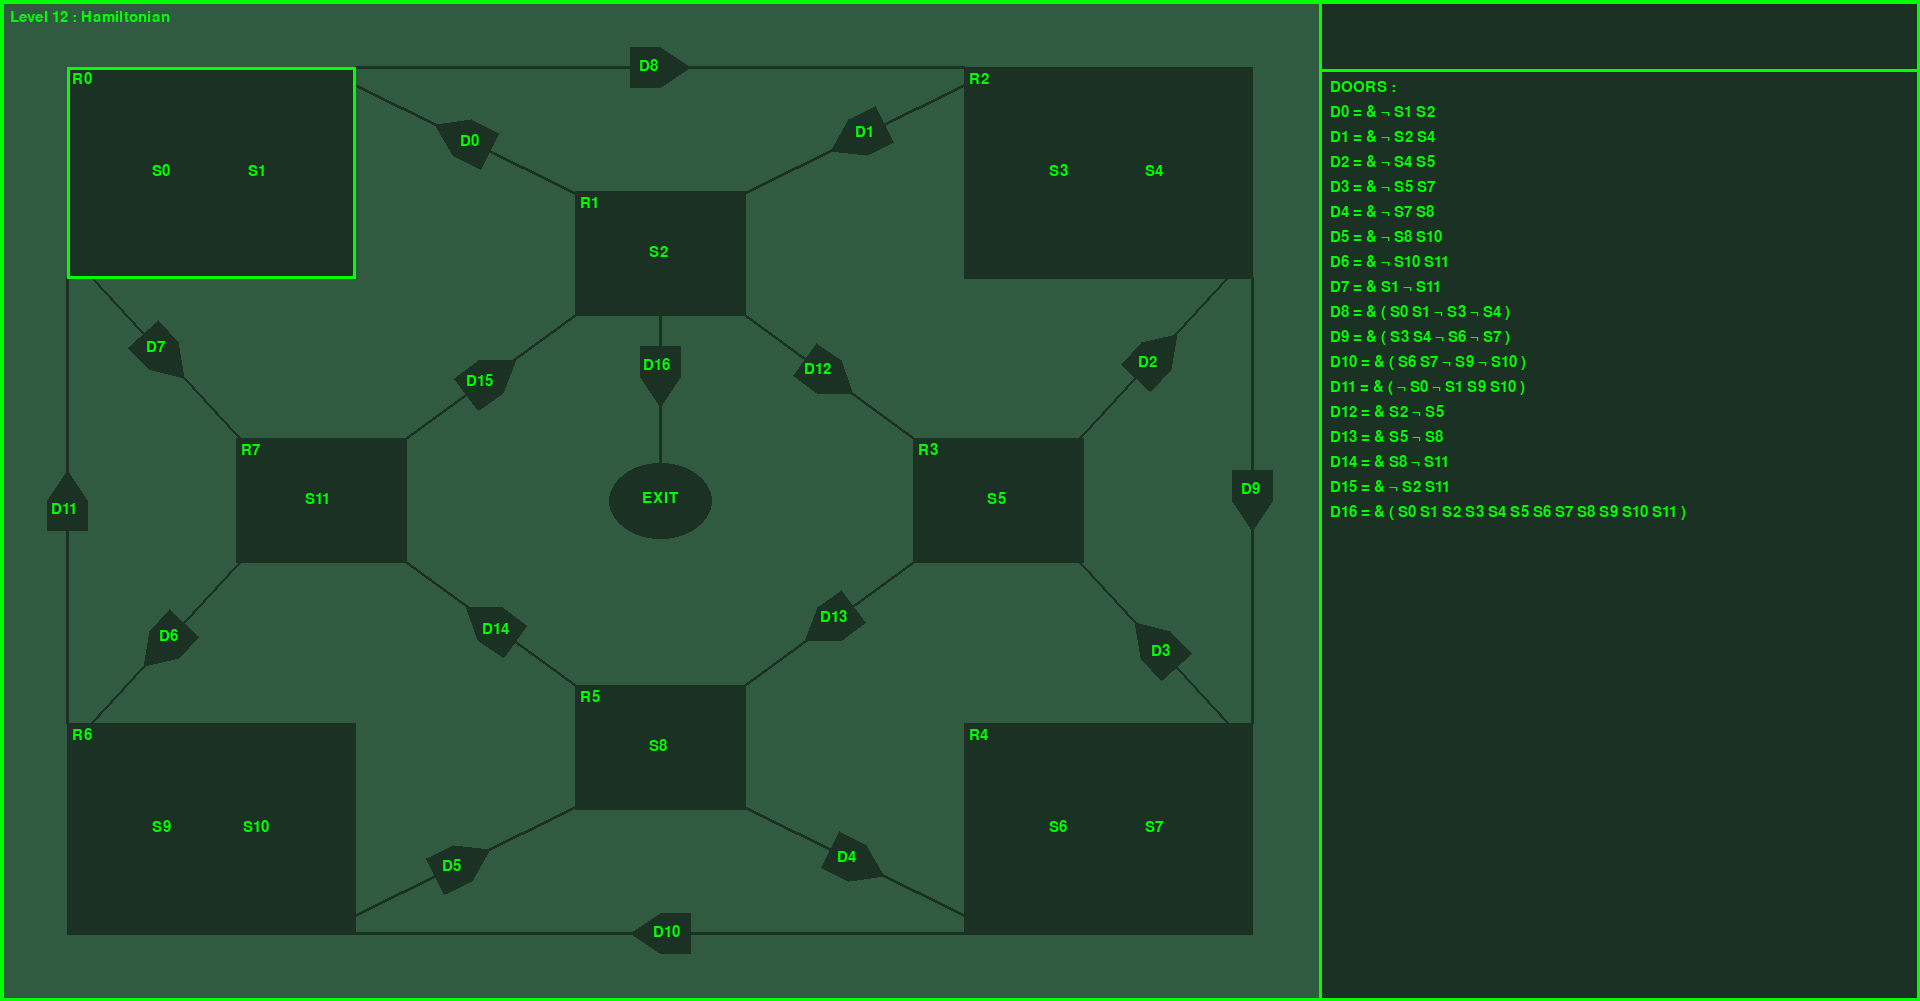 Level 12 : Hamiltonian
R0
S0 S1
D8
R2
S3 S4
D0
D1
R1
S2
D7
D15
D16
D12
D2
R7
S11
EXIT
R3
S5
D11
D9
D6
D14
D13
D3
R5
S8
R6
S9 S10
R4
S6 S7
D5
D4
D10
DOORS :
D0 = & ¬ S1 S2
D1 = & ¬ S2 S4
D2 = & ¬ S4 S5
D3 = & ¬ S5 S7
D4 = & ¬ S7 S8
D5 = & ¬ S8 S10
D6 = & ¬ S10 S11
D7 = & S1 ¬ S11
D8 = & ( S0 S1 ¬ S3 ¬ S4 )
D9 = & ( S3 S4 ¬ S6 ¬ S7 )
D10 = & ( S6 S7 ¬ S9 ¬ S10 )
D11 = & ( ¬ S0 ¬ S1 S9 S10 )
D12 = & S2 ¬ S5
D13 = & S5 ¬ S8
D14 = & S8 ¬ S11
D15 = & ¬ S2 S11
D16 = & ( S0 S1 S2 S3 S4 S5 S6 S7 S8 S9 S10 S11 )